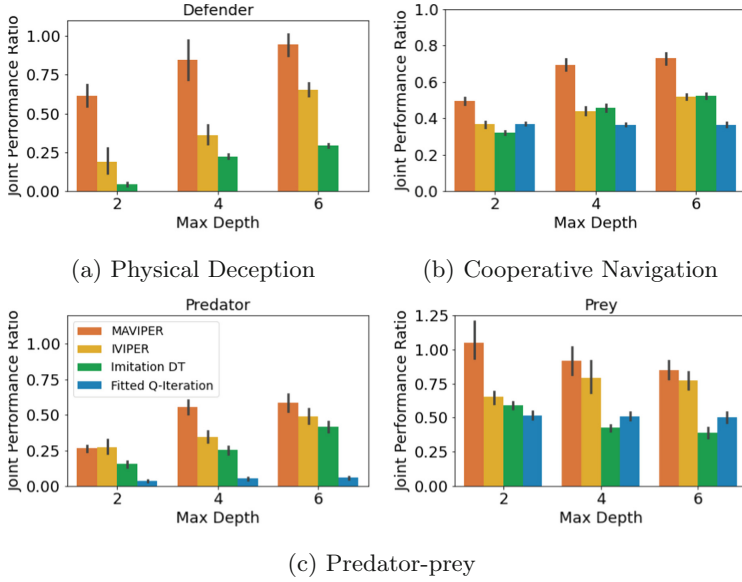 Defender
Joint Performance Ratio
1.00
0.75
0.50
0.25
0.00
2 4 6
Max Depth
(a) Physical Deception
Joint Performance Ratio
1.0
0.8
0.6
0.4
0.2
0.0
2 4 6
Max Depth
(b) Cooperative Navigation
Predator
Joint Performance Ratio
1.00
0.75
0.50
0.25
0.00
MAVIPER
IVIPER
Imitation DT
Fitted Q-Iteration
2 4 6
Max Depth
Prey
Joint Performance Ratio
1.25
1.00
0.75
0.50
0.25
0.00
2 4 6
Max Depth
(c) Predator-prey